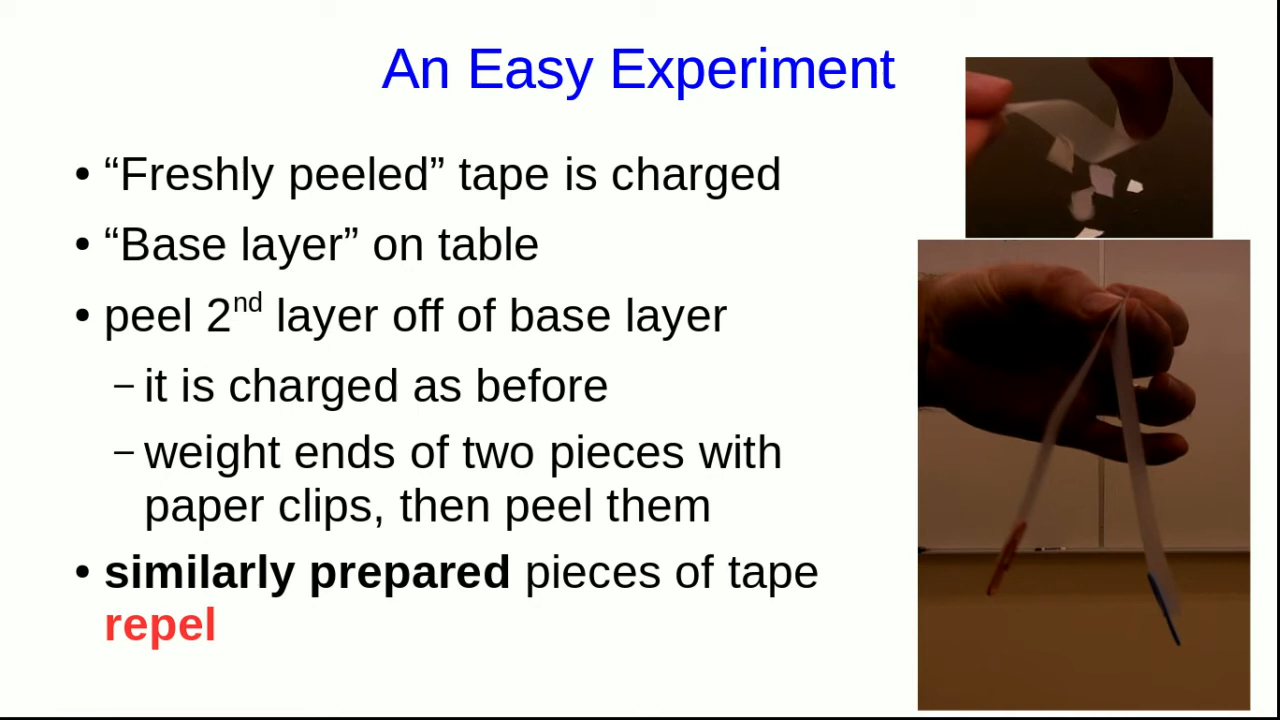 An Easy Experiment
• “Freshly peeled” tape is charged
• “Base layer” on table
• peel 2nd layer off of base layer
– it is charged as before
– weight ends of two pieces with
paper clips, then peel them
• similarly prepared pieces of tape
repel